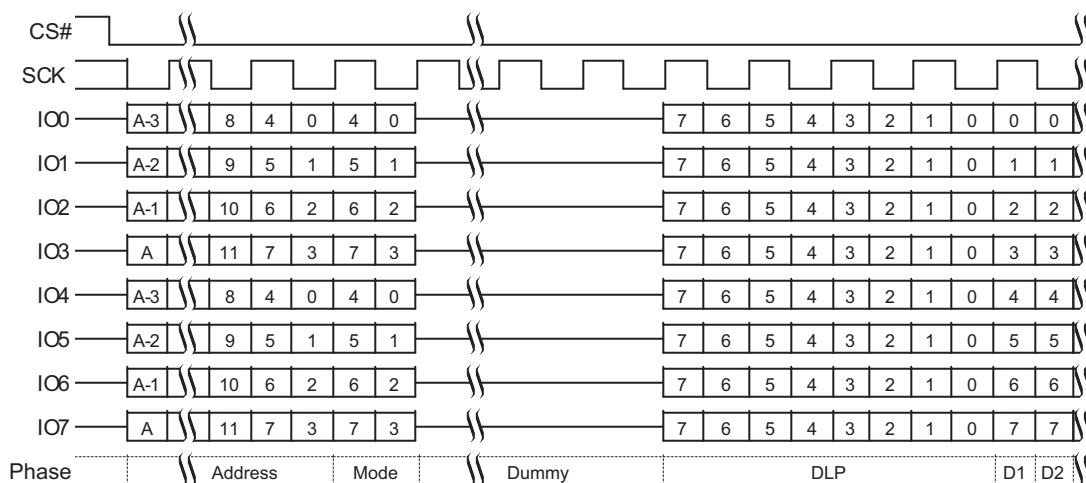 CS#
SCK
IO0 A-3 8 4 0 4 0 7 6 5 4 3 2 1 0 0 0
IO1 A-2 9 5 1 5 1 7 6 5 4 3 2 1 0 1 1
IO2 A-1 10 6 2 6 2 7 6 5 4 3 2 1 0 2 2
IO3 A 11 7 3 7 3 7 6 5 4 3 2 1 0 3 3
IO4 A-3 8 4 0 4 0 7 6 5 4 3 2 1 0 4 4
IO5 A-2 9 5 1 5 1 7 6 5 4 3 2 1 0 5 5
IO6 A-1 10 6 2 6 2 7 6 5 4 3 2 1 0 6 6
IO7 A 11 7 3 7 3 7 6 5 4 3 2 1 0 7 7
Phase Address Mode Dummy DLP D1 D2